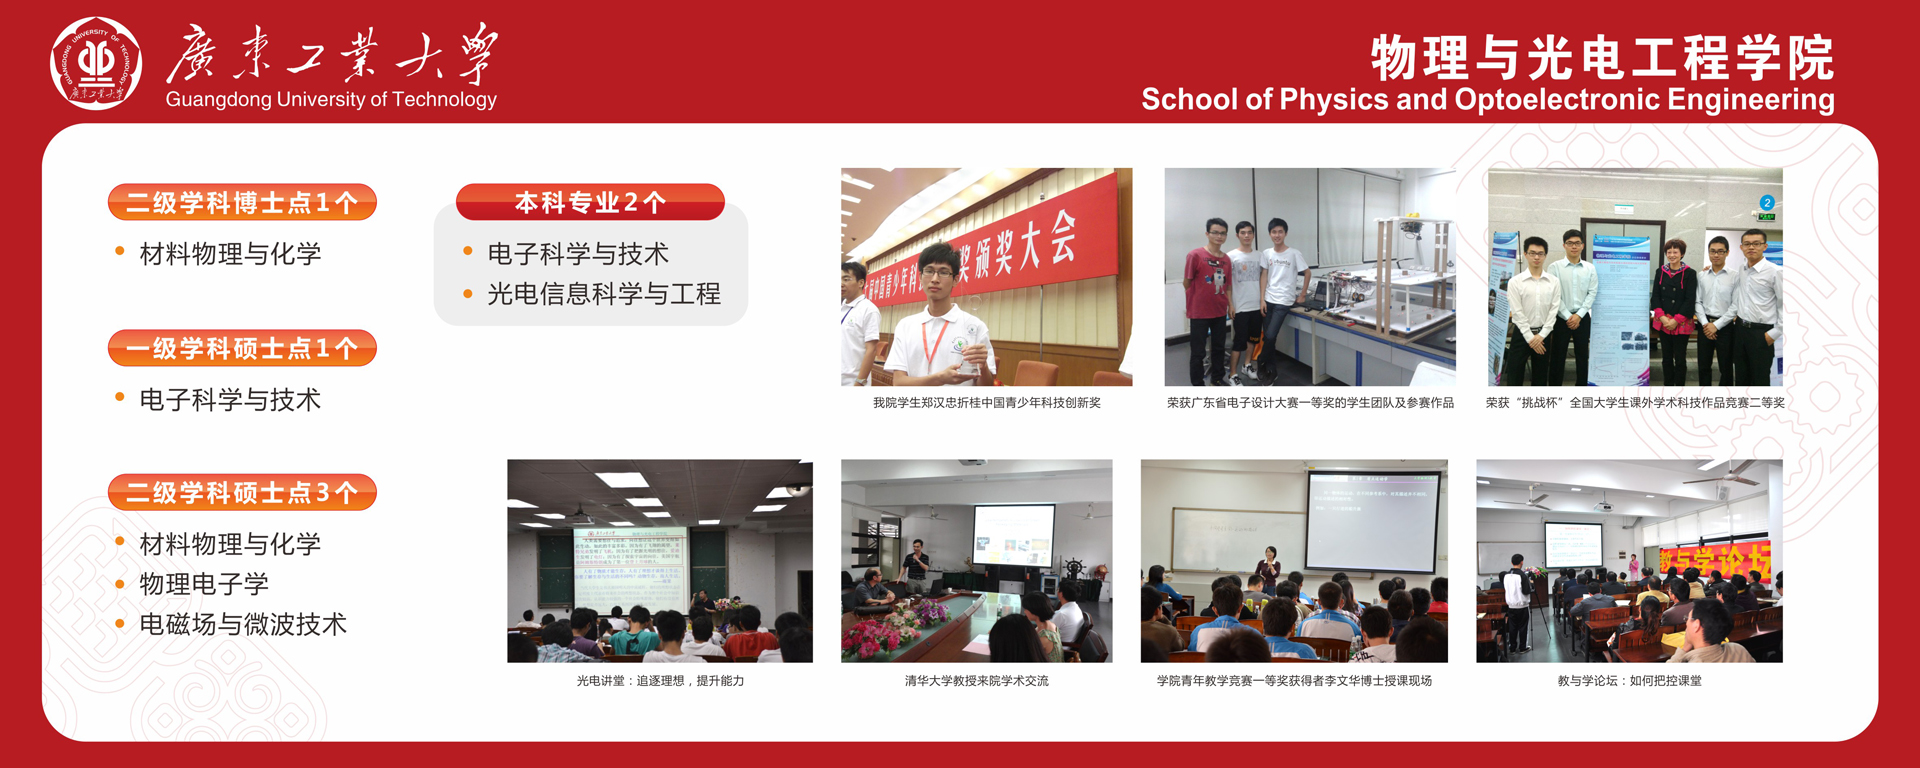 廣東工業大學
Guangdong University of Technology
GUANGDONG UNIVERSITY OF TECHNOLOGY
廣東工業大學
物理与光电工程学院
School of Physics and Optoelectronic Engineering
二级学科博士点1个
材料物理与化学
一级学科硕士点1个
电子科学与技术
二级学科硕士点3个
材料物理与化学
物理电子学
电磁场与微波技术
本科专业2个
电子科学与技术
光电信息科学与工程
届中国青少年科 奖颁奖大会
我院学生郑汉忠折桂中国青少年科技创新奖
荣获广东省电子设计大赛一等奖的学生团队及参赛作品
2
荣获“挑战杯”全国大学生课外学术科技作品竞赛二等奖
光电讲堂：追逐理想，提升能力
清华大学教授来院学术交流
学院青年教学竞赛一等奖获得者李文华博士授课现场
教与学论坛
教与学论坛：如何把控课堂